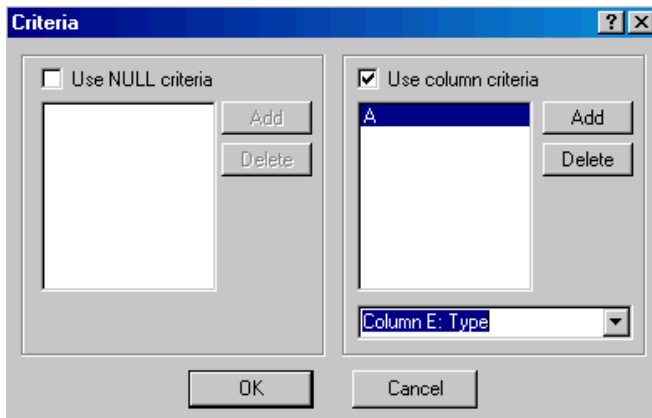 Criteria
Use NULL criteria
Add
Delete
Use column criteria
A
Add
Delete
Column E: Type
OK
Cancel